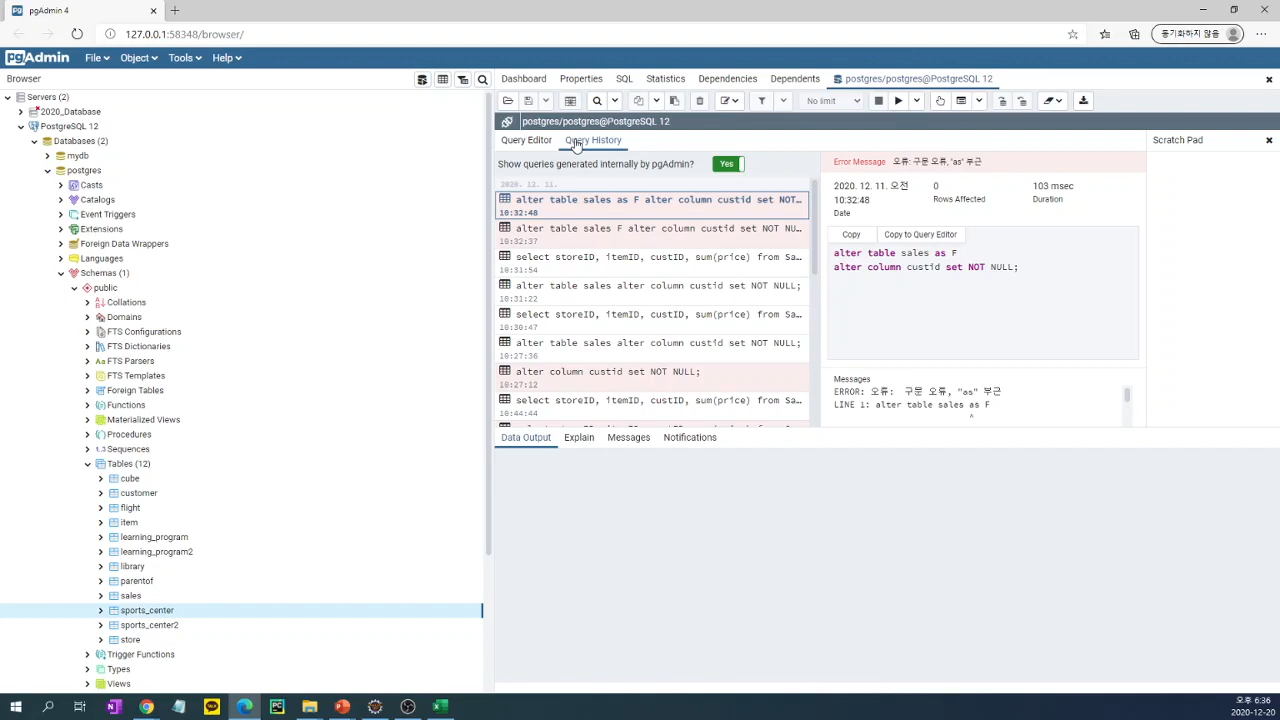 pgAdmin 4
127.0.0.1:58348/browser/
동기화하지 않음
pgAdmin
File
Object
Tools
Help
Browser
Dashboard
Properties
SQL
Statistics
Dependencies
Dependents
postgres/postgres@PostgreSQL 12
No limit
postgres/postgres@PostgreSQL 12
Query Editor
Query History
Scratch Pad
Servers (2)
2020_Database
PostgreSQL 12
Databases (2)
mydb
postgres
Casts
Catalogs
Event Triggers
Extensions
Foreign Data Wrappers
Languages
Schemas (1)
public
Collations
Domains
FTS Configurations
FTS Dictionaries
FTS Parsers
FTS Templates
Foreign Tables
Functions
Materialized Views
Procedures
1..3 Sequences
Tables (12)
cube
customer
flight
item
learning_program
learning_program2
library
parentof
sales
sports_center
sports_center2
store
Trigger Functions
Types
Views
Show queries generated internally by pgAdmin?
Yes
2020. 12. 11.
alter table sales as F alter column custid set NOT...
10:32:48
alter table sales F alter column custid set NOT NU...
10:32:37
select storeID, itemID, custID, sum(price) from Sa...
10:31:54
alter table sales alter column custid set NOT NULL;
10:31:22
select storeID, itemID, custID, sum(price) from Sa...
10:30:47
alter table sales alter column custid set NOT NULL;
10:27:36
alter column custid set NOT NULL;
10:27:12
select storeID, itemID, custID, sum(price) from Sa...
10:44:44
Error Message 오류: 구문 오류, 'as' 부근
2020. 12. 11. 오전
10:32:48
Date
0
Rows Affected
103 msec
Duration
Copy
Copy to Query Editor
alter table sales as F
alter column custid set NOT NULL;
Messages
ERROR: 오류: 구문 오류, "as" 부근
LINE 1: alter table sales as F
^
Data Output
Explain
Messages
Notifications
오후 6:36
2020-12-20